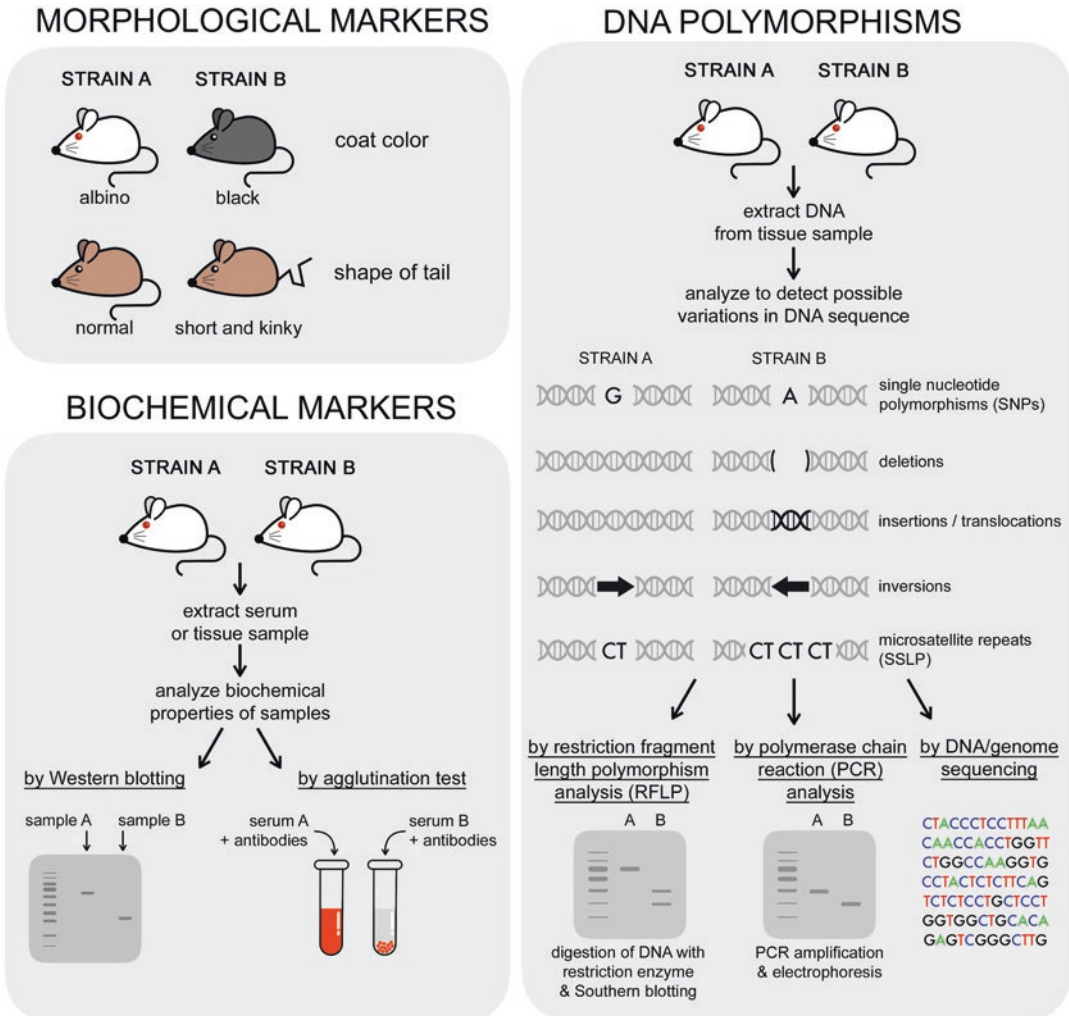 MORPHOLOGICAL MARKERS
STRAIN A STRAIN B
coat color
albino black
shape of tail
normal short and kinky
BIOCHEMICAL MARKERS
STRAIN A STRAIN B
extract serum
or tissue sample
analyze biochemical
properties of samples
by Western blotting
sample A sample B
by agglutination test
serum A
+ antibodies
serum B
+ antibodies
DNA POLYMORPHISMS
STRAIN A STRAIN B
extract DNA
from tissue sample
analyze to detect possible
variations in DNA sequence
STRAIN A STRAIN B
G A single nucleotide
polymorphisms (SNPs)
( ) deletions
insertions / translocations
inversions
CT CT CT CT microsatellite repeats
(SSLP)
by restriction fragment
length polymorphism
analysis (RFLP)
A B
digestion of DNA with
restriction enzyme
& Southern blotting
by polymerase chain
reaction (PCR)
analysis
A B
PCR amplification
& electrophoresis
by DNA/genome
sequencing
CTACCCTCCTTTAA
CAACCACCTGGTT
CTGGCCAAGGTG
CCTACTCTCTTCAG
TCTCTCCTGCTCCT
GGTGGCTGCACA
GAGTCGGGCTTG